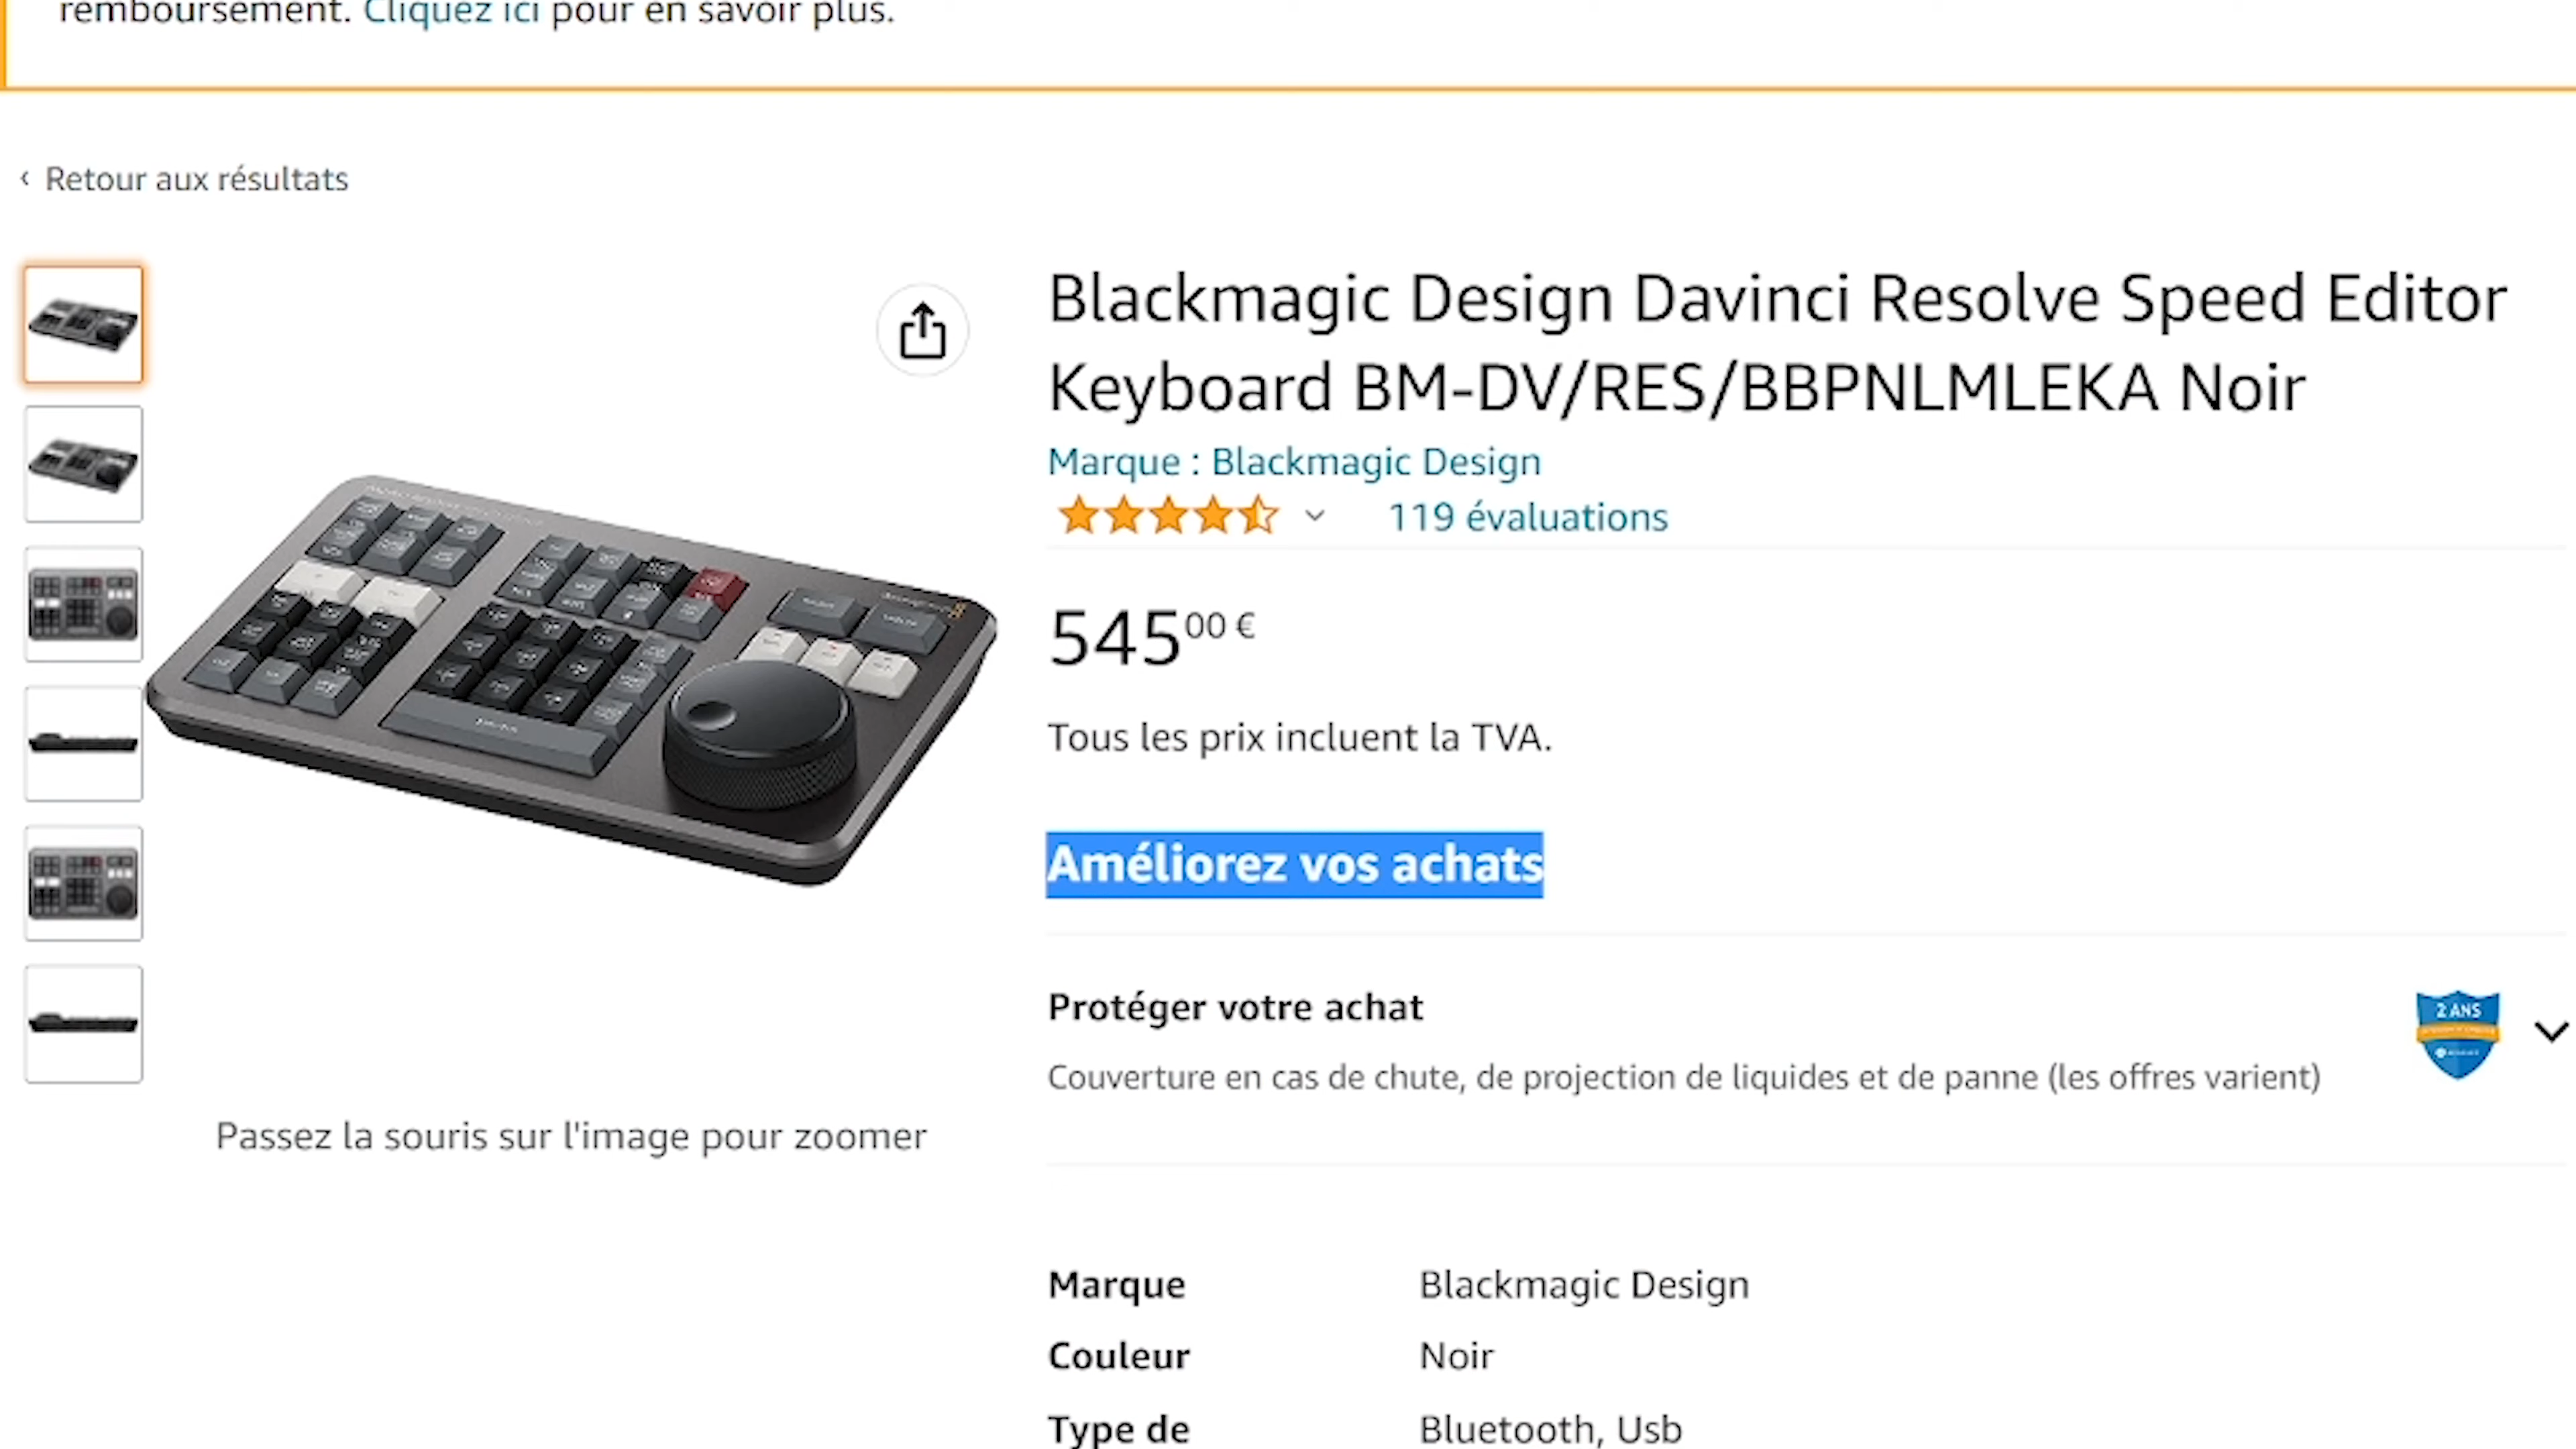 remboursement. Cliquez ici pour en savoir plus.
‹ Retour aux résultats
Blackmagic Design Davinci Resolve Speed Editor
Keyboard BM-DV/RES/BBPNLMLEKA Noir
Marque : Blackmagic Design
119 évaluations
54500 €
Tous les prix incluent la TVA.
Améliorez vos achats
Protéger votre achat
2 ANS
Couverture en cas de chute, de projection de liquides et de panne (les offres varient)
Passez la souris sur l'image pour zoomer
Marque Blackmagic Design
Couleur Noir
Type de Bluetooth, Usb